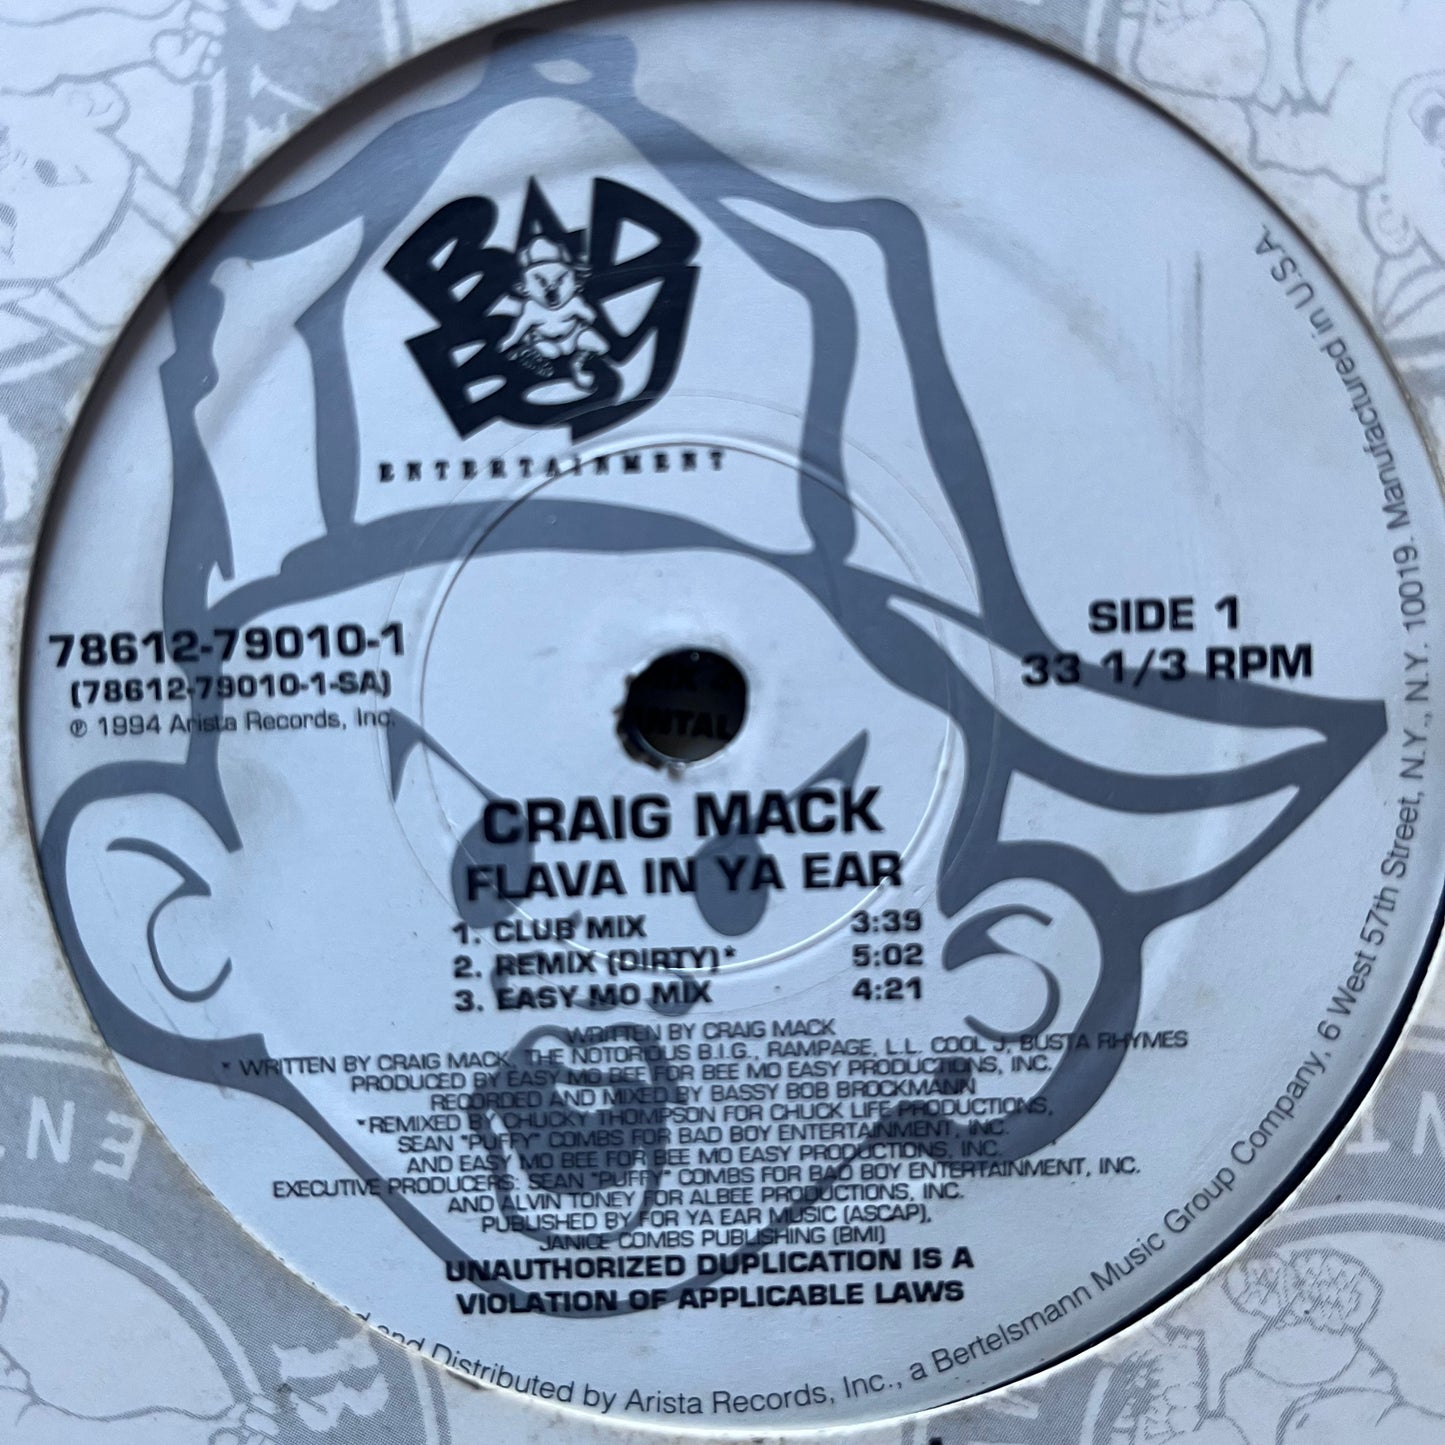 BAD BOY
ENTERTAINMENT
78612-79010-1
(78612-79010-1-SA)
℗ 1994 Arista Records, Inc.
SIDE 1
33 1/3 RPM
CRAIG MACK
FLAVA IN YA EAR
1. CLUB MIX 3:39
2. REMIX (DIRTY)* 5:02
3. EASY MO MIX 4:21
WRITTEN BY CRAIG MACK
* WRITTEN BY CRAIG MACK, THE NOTORIOUS B.I.G., RAMPAGE, L.L. COOL J, BUSTA RHYMES
PRODUCED BY EASY MO BEE FOR BEE MO EASY PRODUCTIONS, INC.
RECORDED AND MIXED BY BASSY BOB BROCKMANN
*REMIXED BY CHUCKY THOMPSON FOR CHUCK LIFE PRODUCTIONS,
SEAN "PUFFY" COMBS FOR BAD BOY ENTERTAINMENT, INC.
AND EASY MO BEE FOR BEE MO EASY PRODUCTIONS, INC.
EXECUTIVE PRODUCERS: SEAN "PUFFY" COMBS FOR BAD BOY ENTERTAINMENT, INC.
AND ALVIN TONEY FOR ALBEE PRODUCTIONS, INC.
PUBLISHED BY FOR YA EAR MUSIC (ASCAP),
JANICE COMBS PUBLISHING (BMI)
UNAUTHORIZED DUPLICATION IS A
VIOLATION OF APPLICABLE LAWS
and Distributed by Arista Records, Inc., a Bertelsmann Music Group Company, 6 West 57th Street, N.Y., N.Y. 10019. Manufactured in U.S.A.